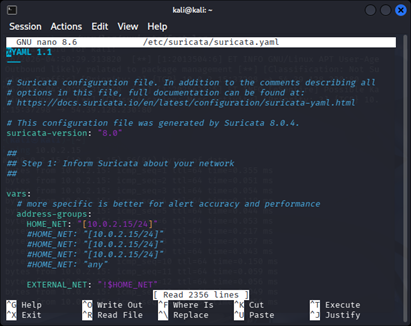 kali@kali: ~
Session Actions Edit View Help
GNU nano 8.6 /etc/suricata/suricata.yaml
%YAML 1.1
---
# Suricata configuration file. In addition to the comments describing all
# options in this file, full documentation can be found at:
# https://docs.suricata.io/en/latest/configuration/suricata-yaml.html
# This configuration file was generated by Suricata 8.0.4.
suricata-version: "8.0"
##
## Step 1: Inform Suricata about your network
##
vars:
# more specific is better for alert accuracy and performance
address-groups:
HOME_NET: "[10.0.2.15/24]"
#HOME_NET: "[10.0.2.15/24]"
#HOME_NET: "[10.0.2.15/24]"
#HOME_NET: "[10.0.2.15/24]"
#HOME_NET: "any"
EXTERNAL_NET: "!$HOME_NET"
[ Read 2356 lines ]
^G Help ^O Write Out ^F Where Is ^K Cut ^T Execute
^X Exit ^R Read File ^\ Replace ^U Paste ^J Justify